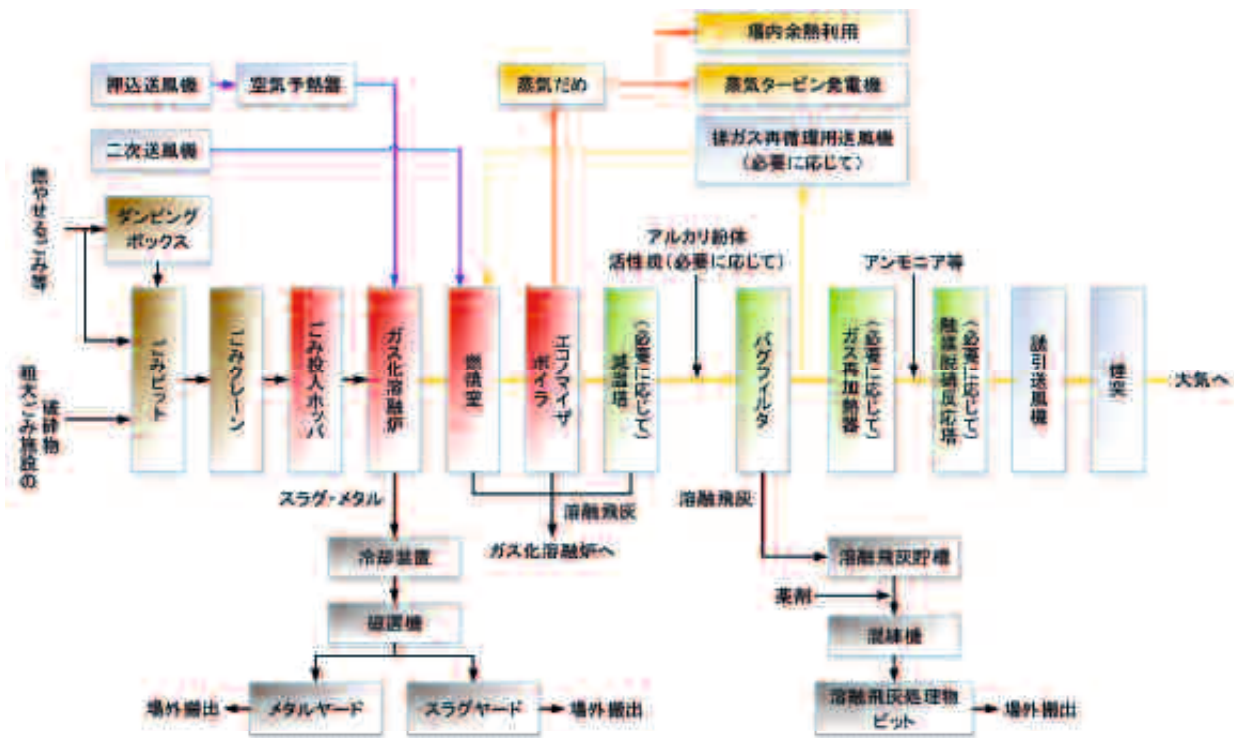 場内余熱利用
押込送風機
空気予熱器
蒸気だめ
蒸気タービン発電機
二次送風機
排ガス再循環用送風機
(必要に応じて)
燃やせるごみ等
ダンピング
ボックス
アルカリ粉体
活性炭(必要に応じて)
アンモニア等
ごみピット
ごみクレーン
ごみ投入ホッパ
ガス化溶融炉
燃焼室
エコノマイザ
ボイラ
(必要に応じて)
減温塔
バグフィルタ
(必要に応じて)
ガス再加熱器
(必要に応じて)
触媒脱硝反応塔
誘引送風機
煙突
大気へ
破砕物
粗大ごみ施設の
スラグ・メタル
溶融飛灰
溶融飛灰
ガス化溶融炉へ
冷却装置
溶融飛灰貯槽
薬剤
磁選機
混練機
場外搬出
メタルヤード
スラグヤード
場外搬出
溶融飛灰処理物
ピット
場外搬出